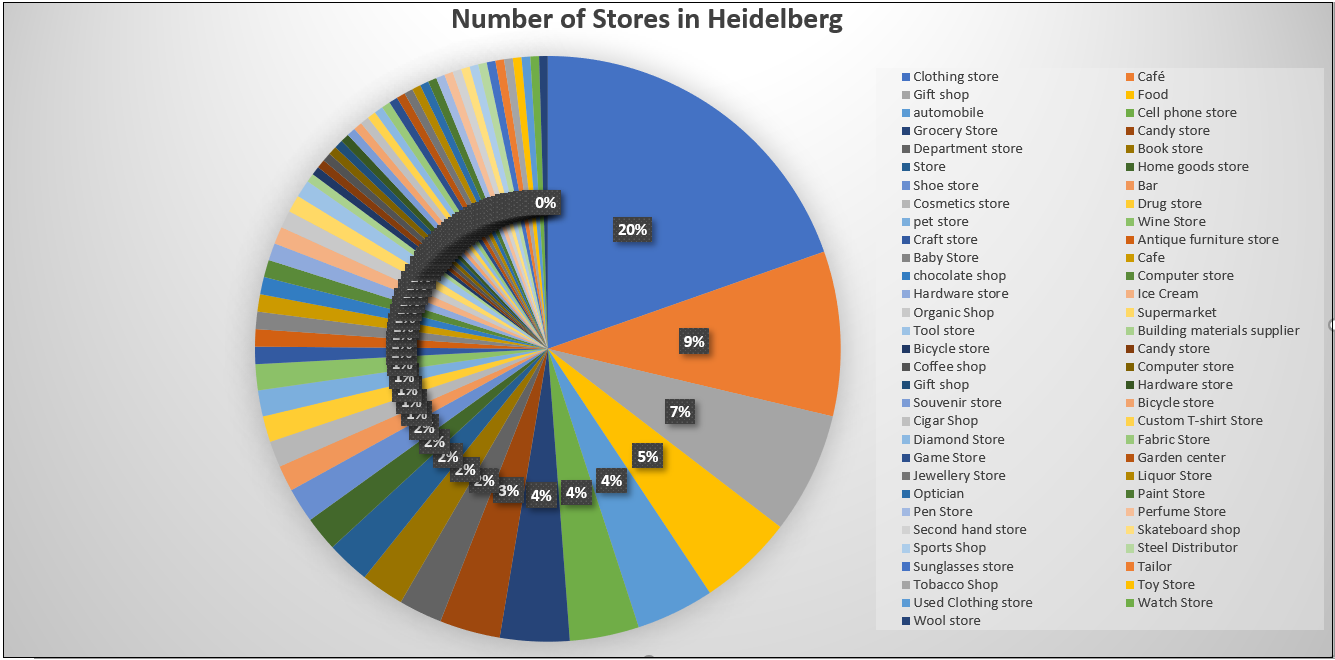 Number of Stores in Heidelberg
0%
20%
9%
7%
5%
4%
4%
4%
3%
2%
2%
2%
2%
2%
1%
1%
1%
1%
1%
Clothing store Café
Gift shop Food
automobile Cell phone store
Grocery Store Candy store
Department store Book store
Store Home goods store
Shoe store Bar
Cosmetics store Drug store
pet store Wine Store
Craft store Antique furniture store
Baby Store Cafe
chocolate shop Computer store
Hardware store Ice Cream
Organic Shop Supermarket
Tool store Building materials supplier
Bicycle store Candy store
Coffee shop Computer store
Gift shop Hardware store
Souvenir store Bicycle store
Cigar Shop Custom T-shirt Store
Diamond Store Fabric Store
Game Store Garden center
Jewellery Store Liquor Store
Optician Paint Store
Pen Store Perfume Store
Second hand store Skateboard shop
Sports Shop Steel Distributor
Sunglasses store Tailor
Tobacco Shop Toy Store
Used Clothing store Watch Store
Wool store